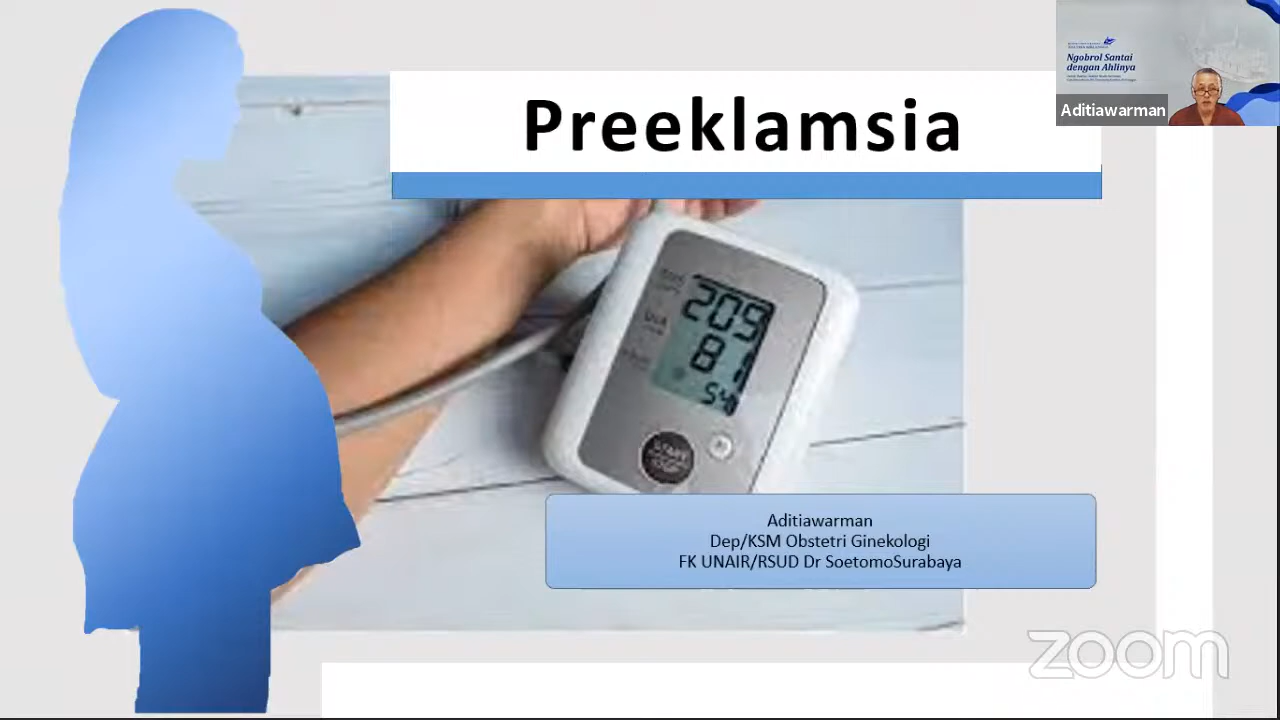 Preeklamsia
Ngobrol Santai
dengan Ahlinya
Aditiawarman
209
81
54
START
Aditiawarman
Dep/KSM Obstetri Ginekologi
FK UNAIR/RSUD Dr SoetomoSurabaya
zoom